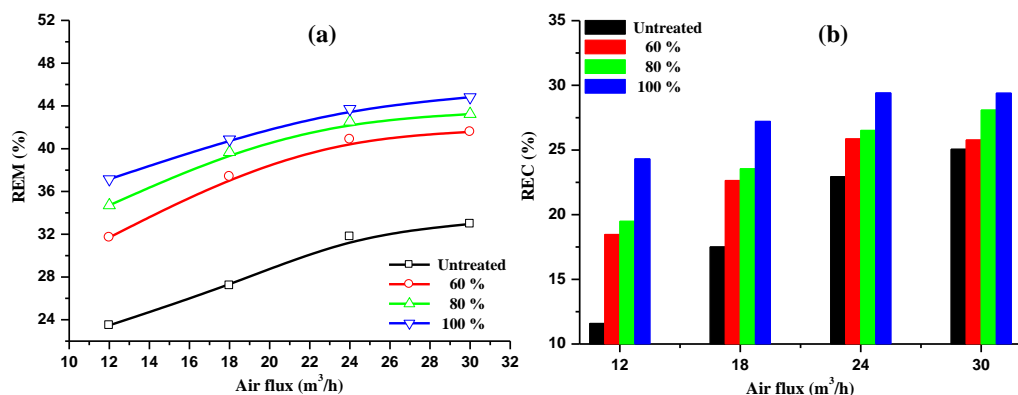 (a)
REM (%)
52
48
44
40
36
32
28
24
10 12 14 16 18 20 22 24 26 28 30 32
Air flux (m³/h)
Untreated
60 %
80 %
100 %
(b)
REC (%)
35
30
25
20
15
10
12 18 24 30
Air flux (m³/h)
Untreated
60 %
80 %
100 %